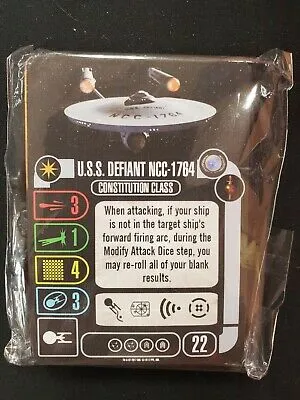 NCC-1764
U.S.S. DEFIANT NCC-1764
CONSTITUTION CLASS
3
1
4
3
When attacking, if your ship
is not in the target ship's
forward firing arc, during the
Modify Attack Dice step, you
may re-roll all of your blank
results.
22